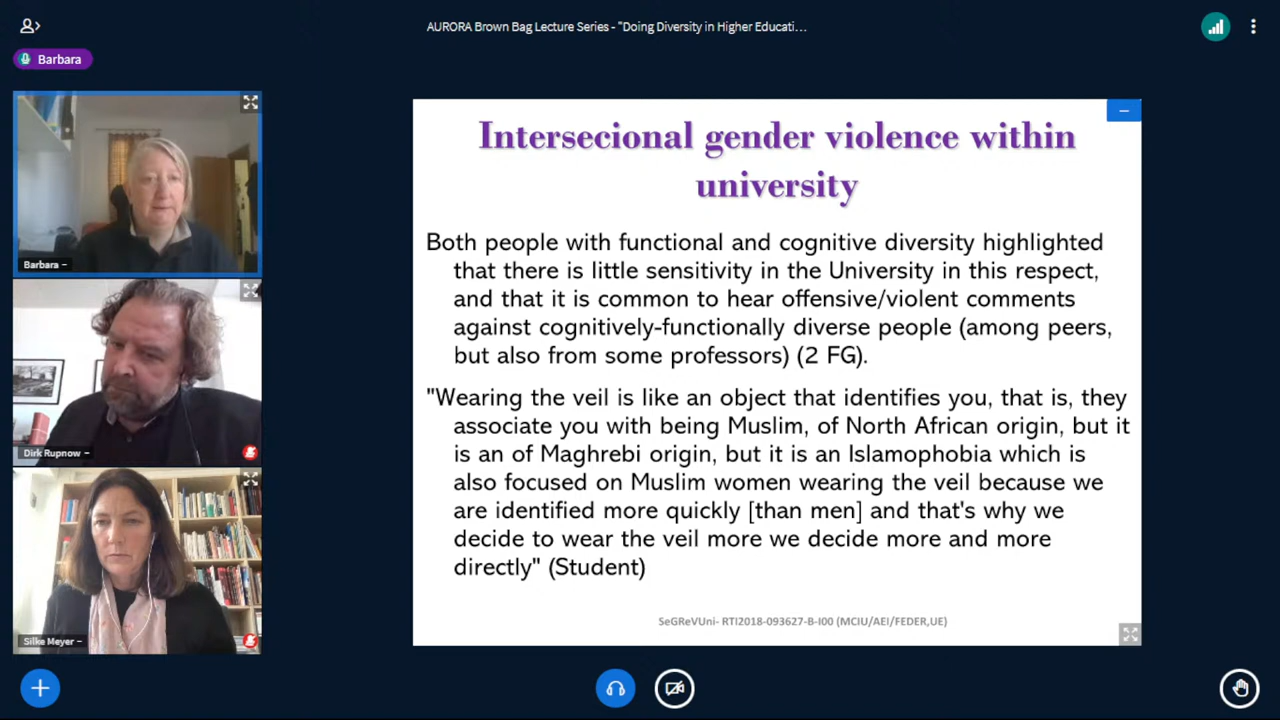 AURORA Brown Bag Lecture Series - "Doing Diversity in Higher Educati...
Barbara
Barbara –
Dirk Rupnow –
Silke Meyer –
Intersecional gender violence within
university
Both people with functional and cognitive diversity highlighted
that there is little sensitivity in the University in this respect,
and that it is common to hear offensive/violent comments
against cognitively-functionally diverse people (among peers,
but also from some professors) (2 FG).
"Wearing the veil is like an object that identifies you, that is, they
associate you with being Muslim, of North African origin, but it
is an of Maghrebi origin, but it is an Islamophobia which is
also focused on Muslim women wearing the veil because we
are identified more quickly [than men] and that's why we
decide to wear the veil more we decide more and more
directly" (Student)
SeGReVUni- RTI2018-093627-B-I00 (MCIU/AEI/FEDER,UE)